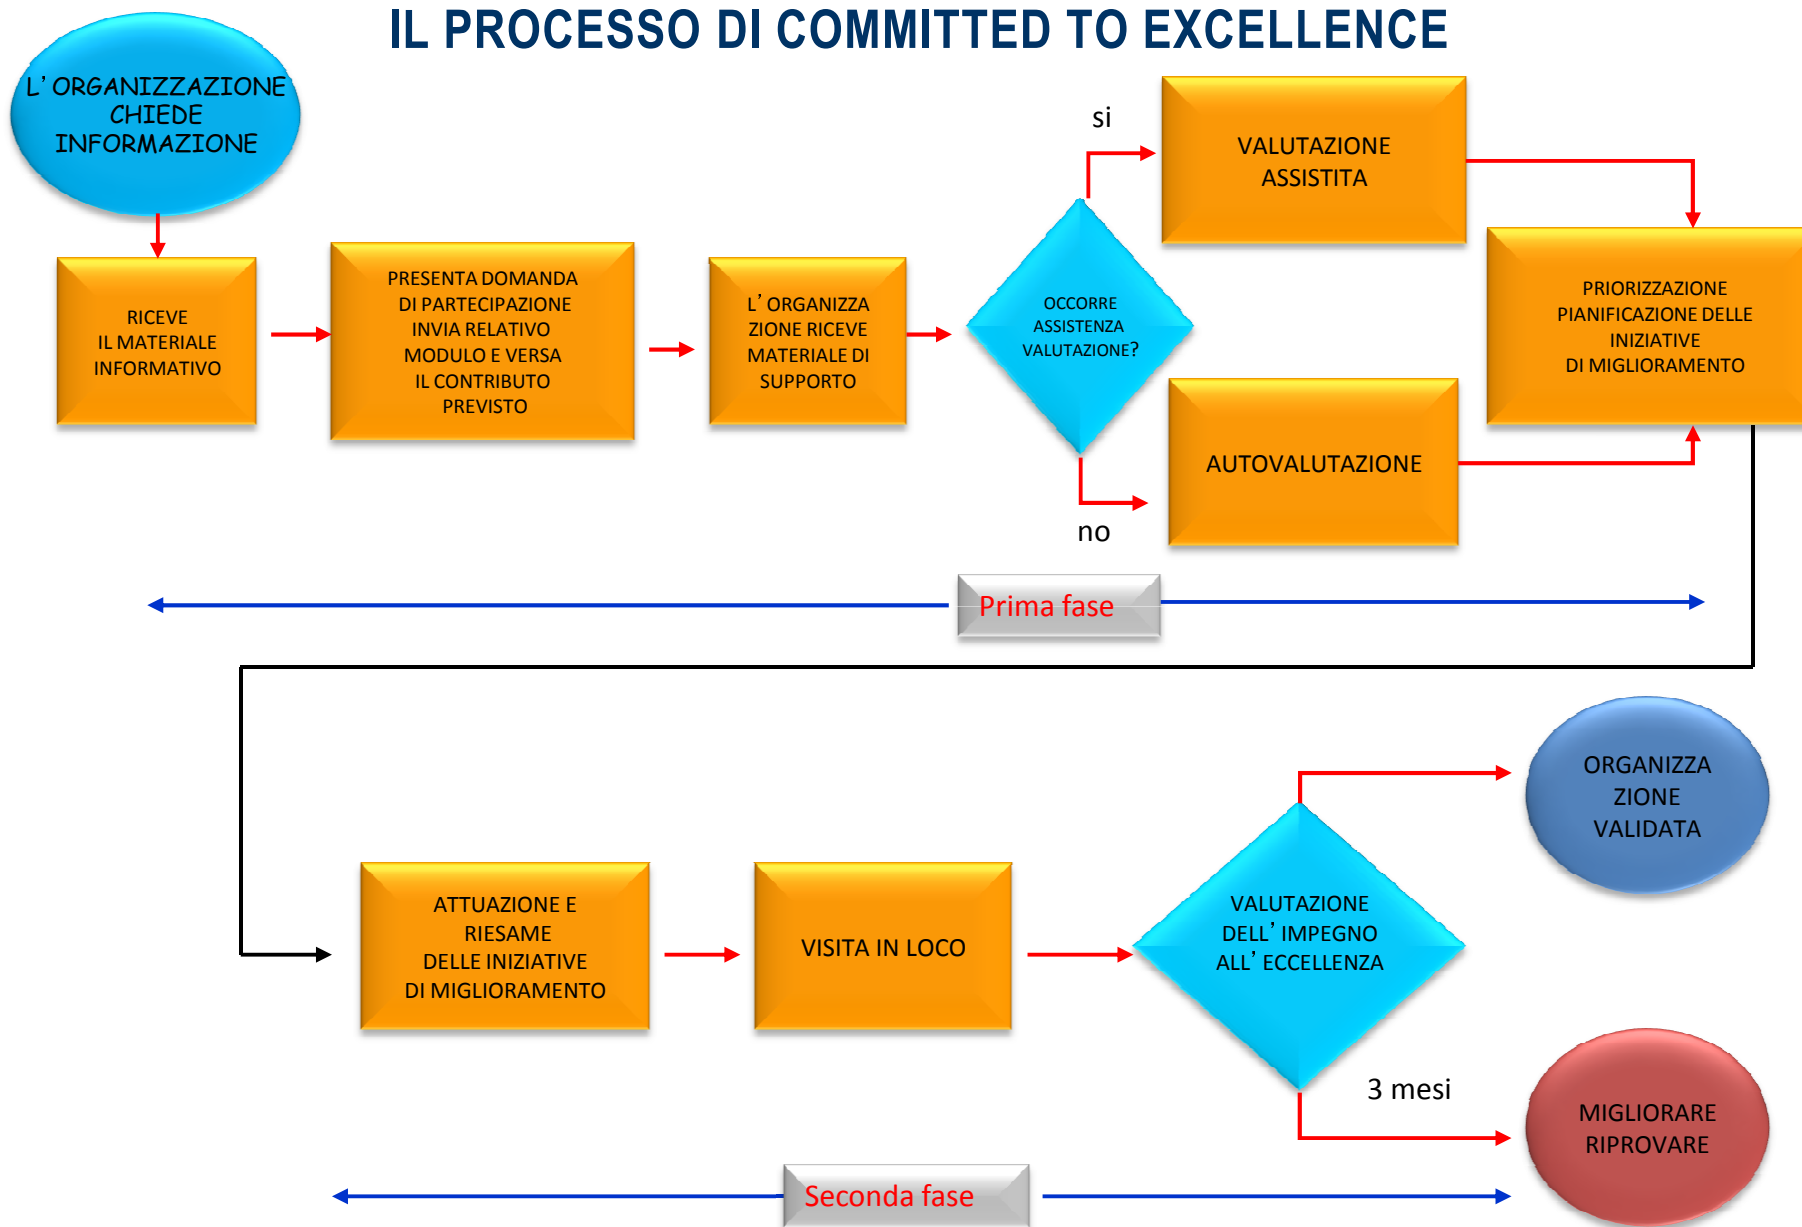 IL PROCESSO DI COMMITTED TO EXCELLENCE
L'ORGANIZZAZIONE
CHIEDE
INFORMAZIONE
RICEVE
IL MATERIALE
INFORMATIVO
PRESENTA DOMANDA
DI PARTECIPAZIONE
INVIA RELATIVO
MODULO E VERSA
IL CONTRIBUTO
PREVISTO
L'ORGANIZZA
ZIONE RICEVE
MATERIALE DI
SUPPORTO
OCCORRE
ASSISTENZA
VALUTAZIONE?
si
VALUTAZIONE
ASSISTITA
no
AUTOVALUTAZIONE
PRIORIZZAZIONE
PIANIFICAZIONE DELLE
INIZIATIVE
DI MIGLIORAMENTO
Prima fase
ATTUAZIONE E
RIESAME
DELLE INIZIATIVE
DI MIGLIORAMENTO
VISITA IN LOCO
VALUTAZIONE
DELL'IMPEGNO
ALL'ECCELLENZA
ORGANIZZA
ZIONE
VALIDATA
3 mesi
MIGLIORARE
RIPROVARE
Seconda fase